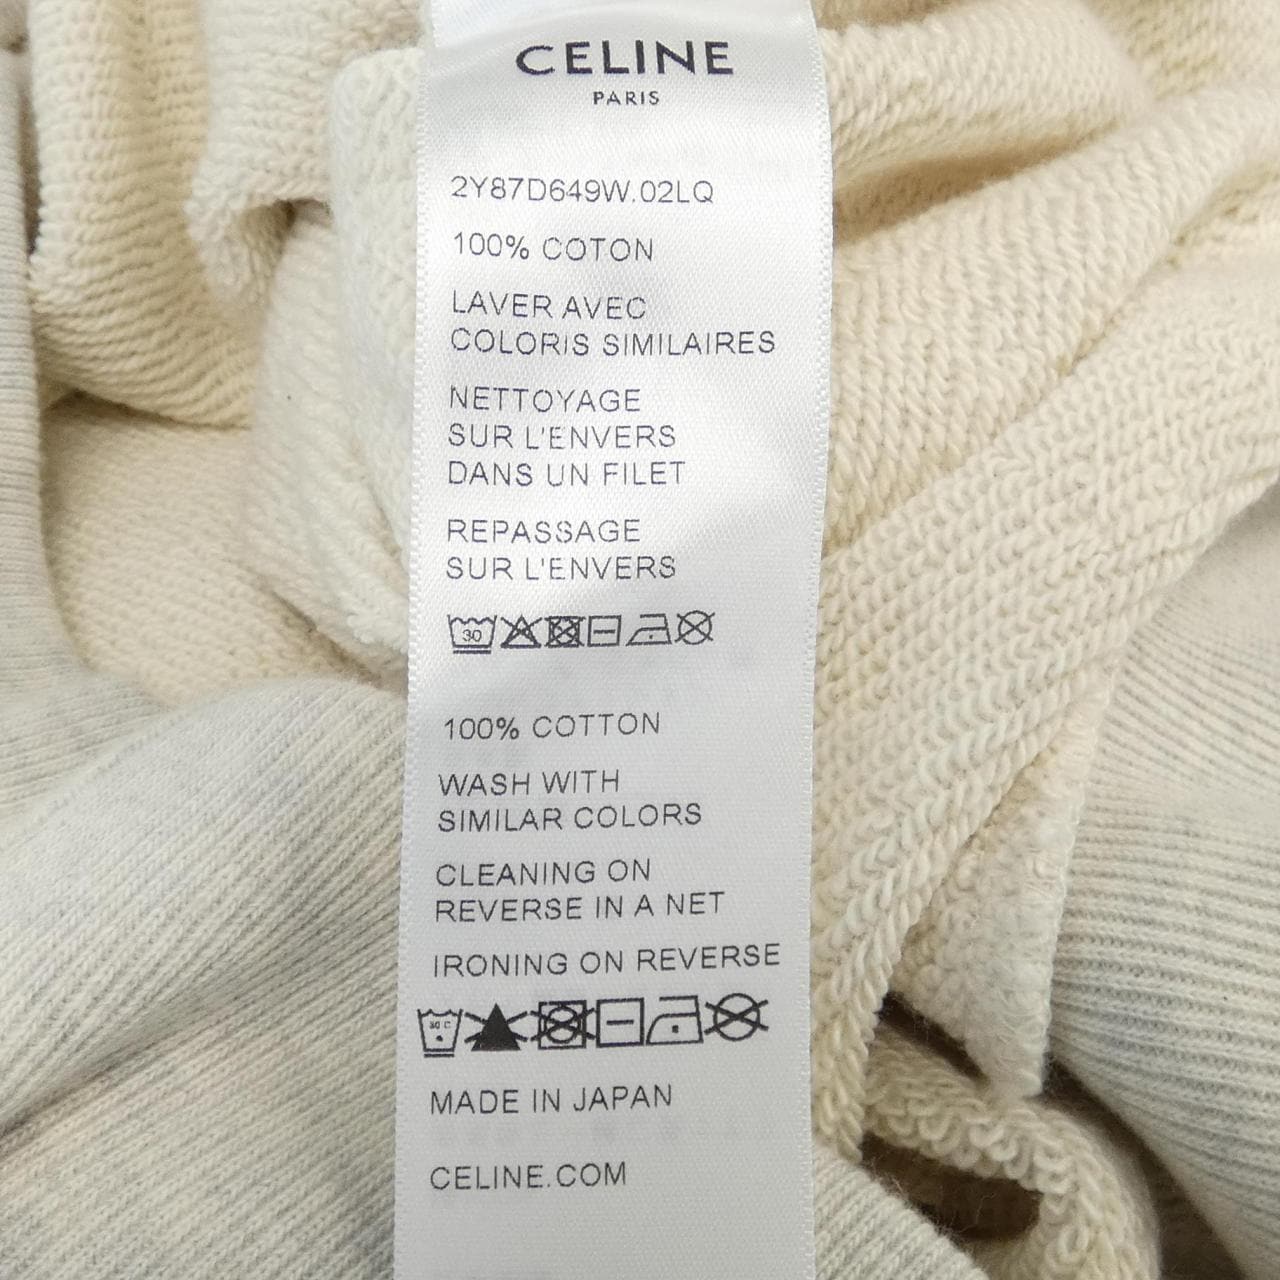 CELINE
PARIS
2Y87D649W.02LQ
100% COTON
LAVER AVEC
COLORIS SIMILAIRES
NETTOYAGE
SUR L'ENVERS
DANS UN FILET
REPASSAGE
SUR L'ENVERS
30
100% COTTON
WASH WITH
SIMILAR COLORS
CLEANING ON
REVERSE IN A NET
IRONING ON REVERSE
30 C
MADE IN JAPAN
CELINE.COM